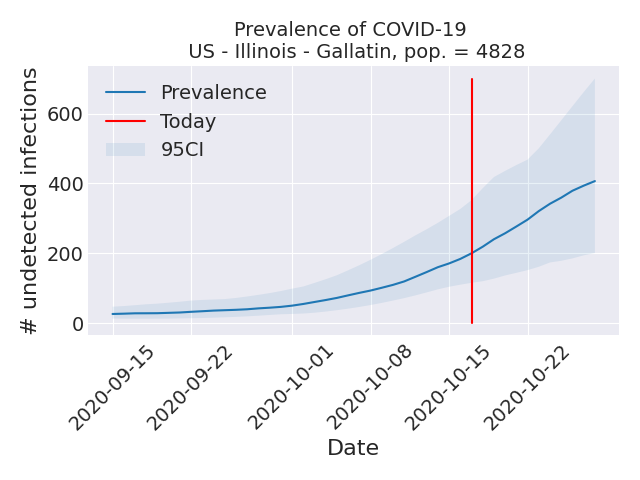 Prevalence of COVID-19
US - Illinois - Gallatin, pop. = 4828
# undetected infections
600
400
200
0
Prevalence
Today
95CI
2020-09-15
2020-09-22
2020-10-01
2020-10-08
2020-10-15
2020-10-22
Date